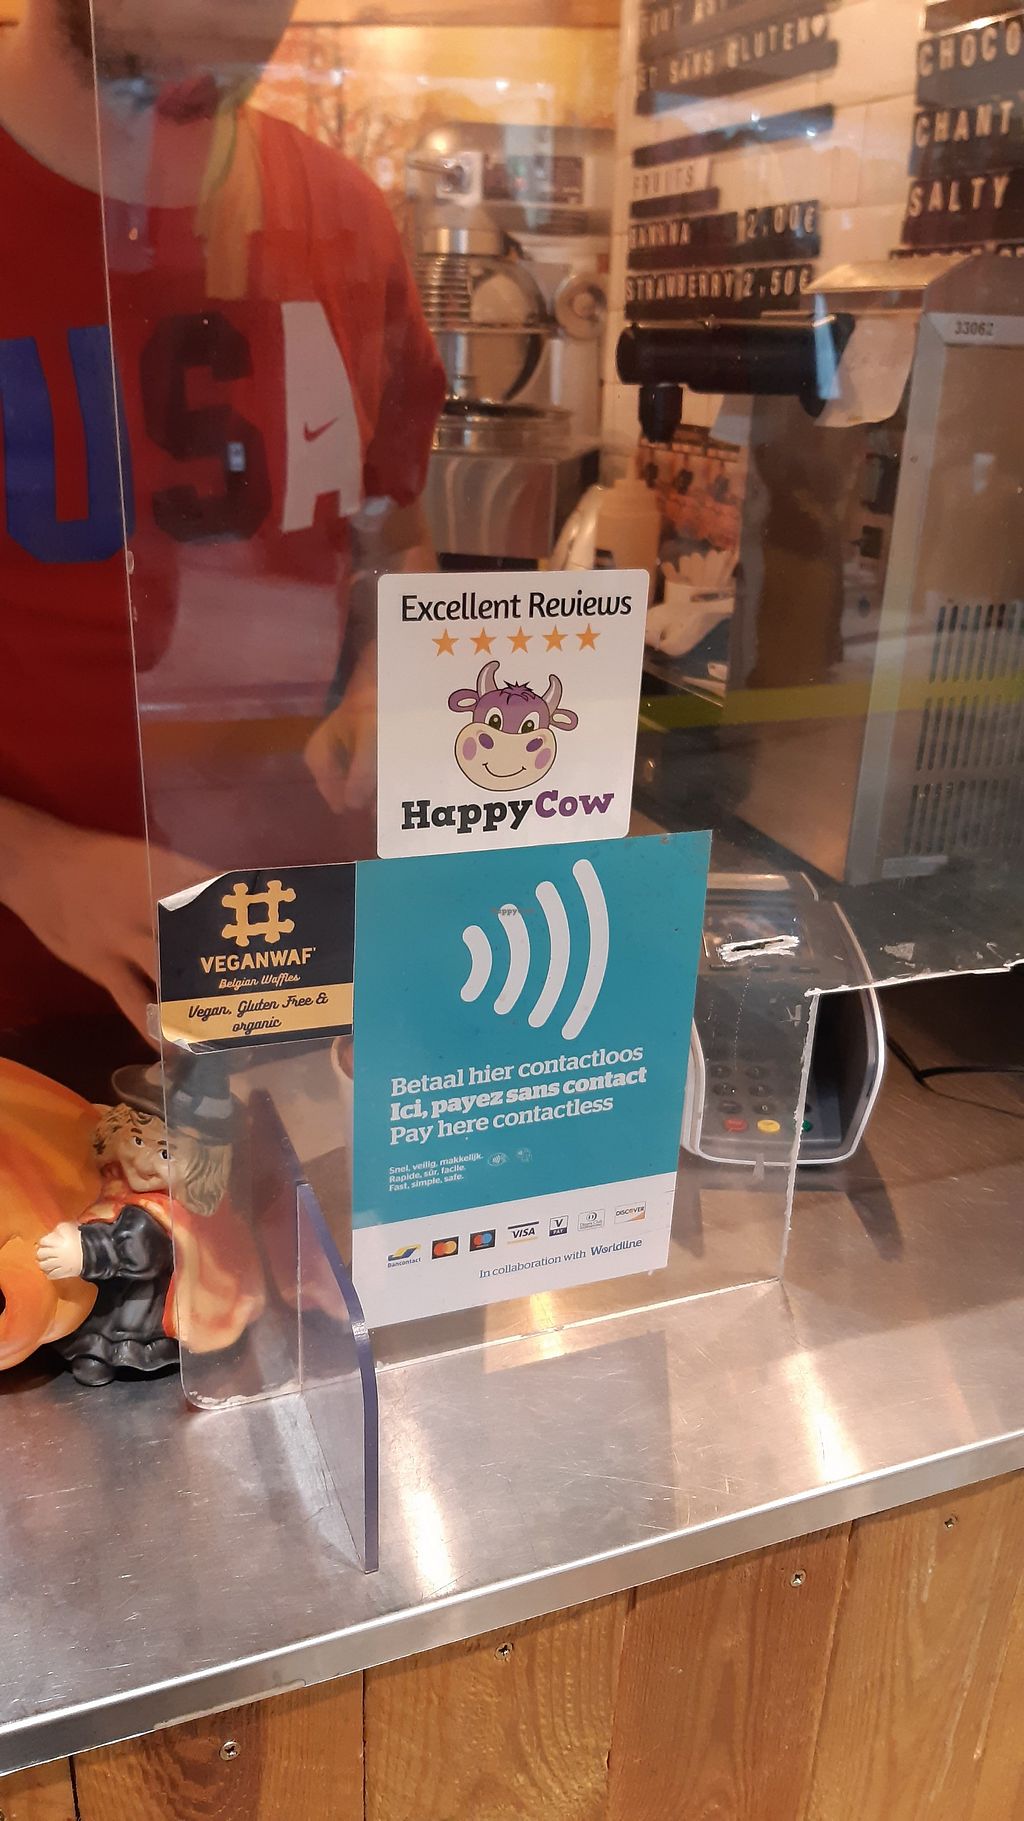 ET SANS GLUTEN
FRUITS
BANANA 2,00€
STRAWBERRY 2,50€
CHOCO
CHANT
SALTY
33062
USA
Excellent Reviews
HappyCow
VEGANWAF'
Belgian Waffles
Vegan, Gluten Free &
organic
Betaal hier contactloos
Ici, payez sans contact
Pay here contactless
Snel, veilig, makkelijk.
Rapide, sûr, facile.
Fast, simple, safe.
Bancontact
VISA
V
PAY
DISCOVER
In collaboration with Worldline